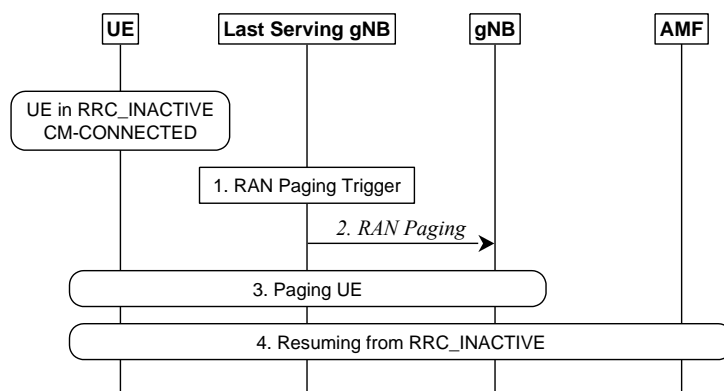 UE
Last Serving gNB
gNB
AMF
UE in RRC_INACTIVE
CM-CONNECTED
1. RAN Paging Trigger
2. RAN Paging
3. Paging UE
4. Resuming from RRC_INACTIVE